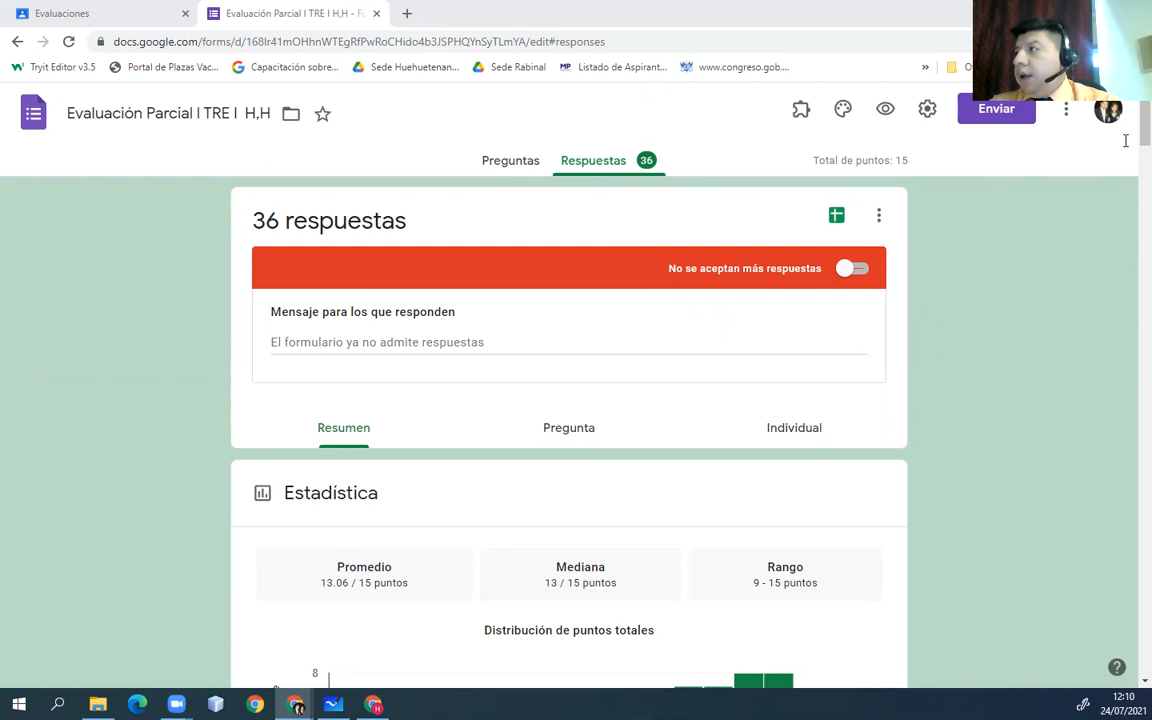 Evaluaciones
Evaluación Parcial I TRE I H,H - Fo
docs.google.com/forms/d/168Ir41mOHhnWTEgRfPwRoCHido4b3JSPHQYnSyTLmYA/edit#responses
Tryit Editor v3.5
Portal de Plazas Vac...
Capacitación sobre...
Sede Huehuetenan...
Sede Rabinal
MP
Listado de Aspirant...
www.congreso.gob....
»
Evaluación Parcial I TRE I H,H
Enviar
Preguntas
Respuestas
36
Total de puntos: 15
36 respuestas
No se aceptan más respuestas
Mensaje para los que responden
El formulario ya no admite respuestas
Resumen
Pregunta
Individual
Estadística
Promedio
13.06 / 15 puntos
Mediana
13 / 15 puntos
Rango
9 - 15 puntos
Distribución de puntos totales
8
12:10
24/07/2021